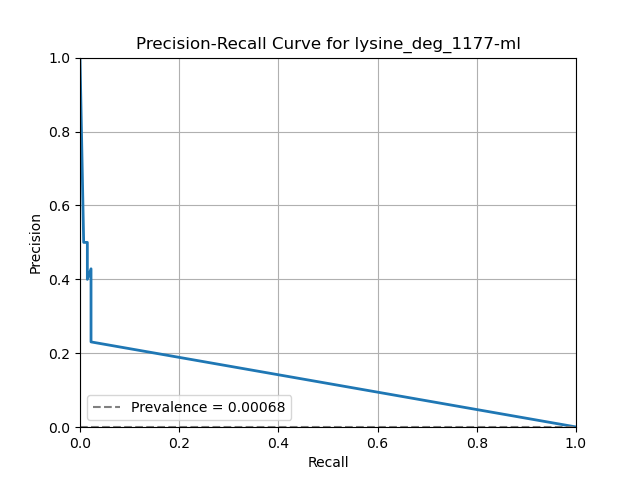 Precision-Recall Curve for lysine_deg_1177-ml
1.0
0.8
0.6
0.4
0.2
0.0
Precision
Prevalence = 0.00068
0.0 0.2 0.4 0.6 0.8 1.0
Recall